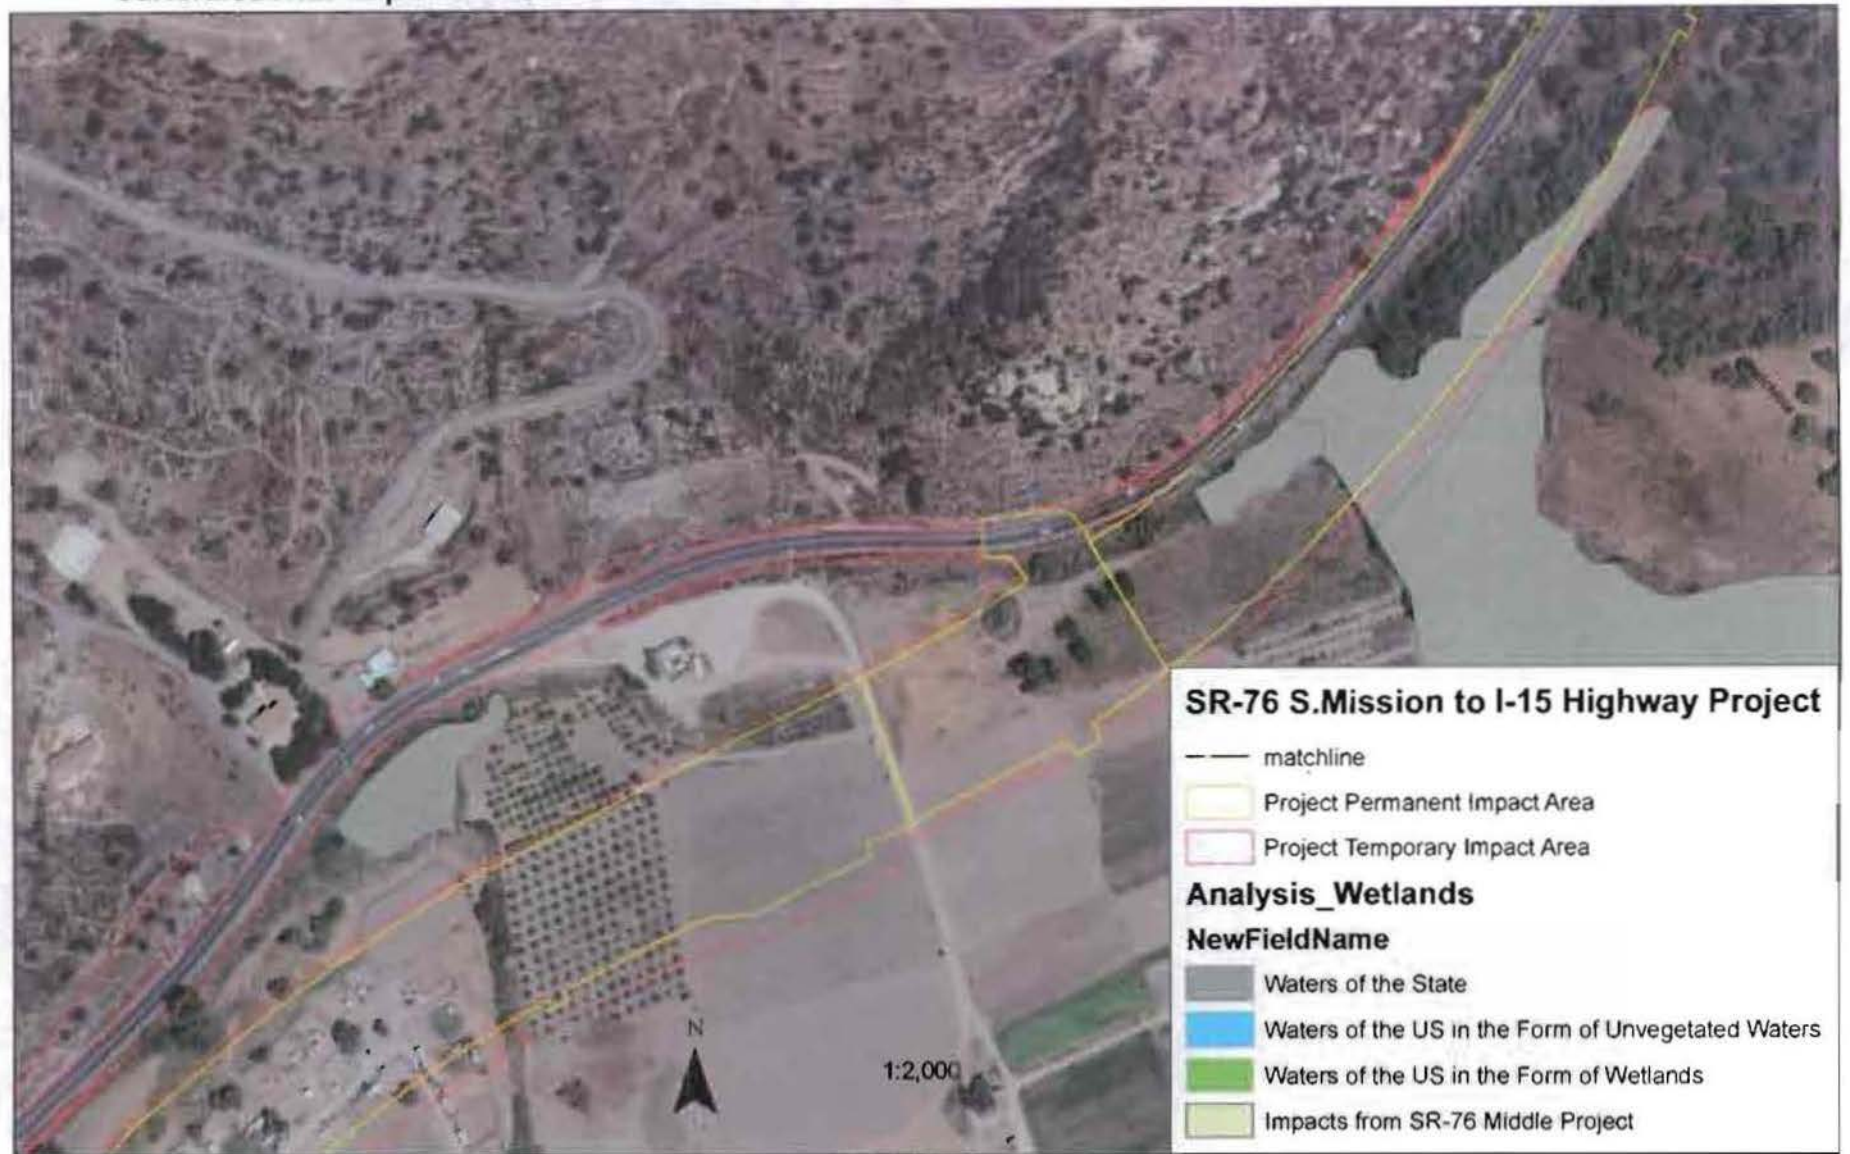 N
1:2,000
SR-76 S.Mission to I-15 Highway Project
matchline
Project Permanent Impact Area
Project Temporary Impact Area
Analysis_Wetlands
NewFieldName
Waters of the State
Waters of the US in the Form of Unvegetated Waters
Waters of the US in the Form of Wetlands
Impacts from SR-76 Middle Project